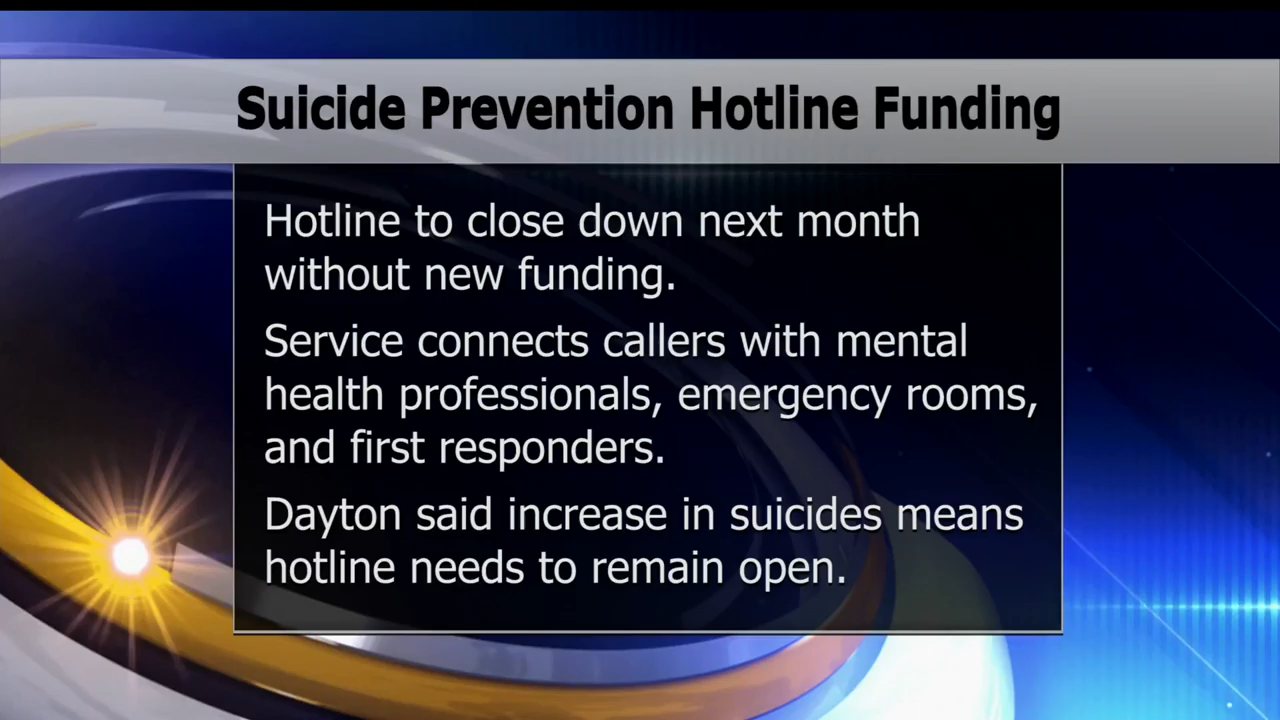 Suicide Prevention Hotline Funding
Hotline to close down next month
without new funding.
Service connects callers with mental
health professionals, emergency rooms,
and first responders.
Dayton said increase in suicides means
hotline needs to remain open.